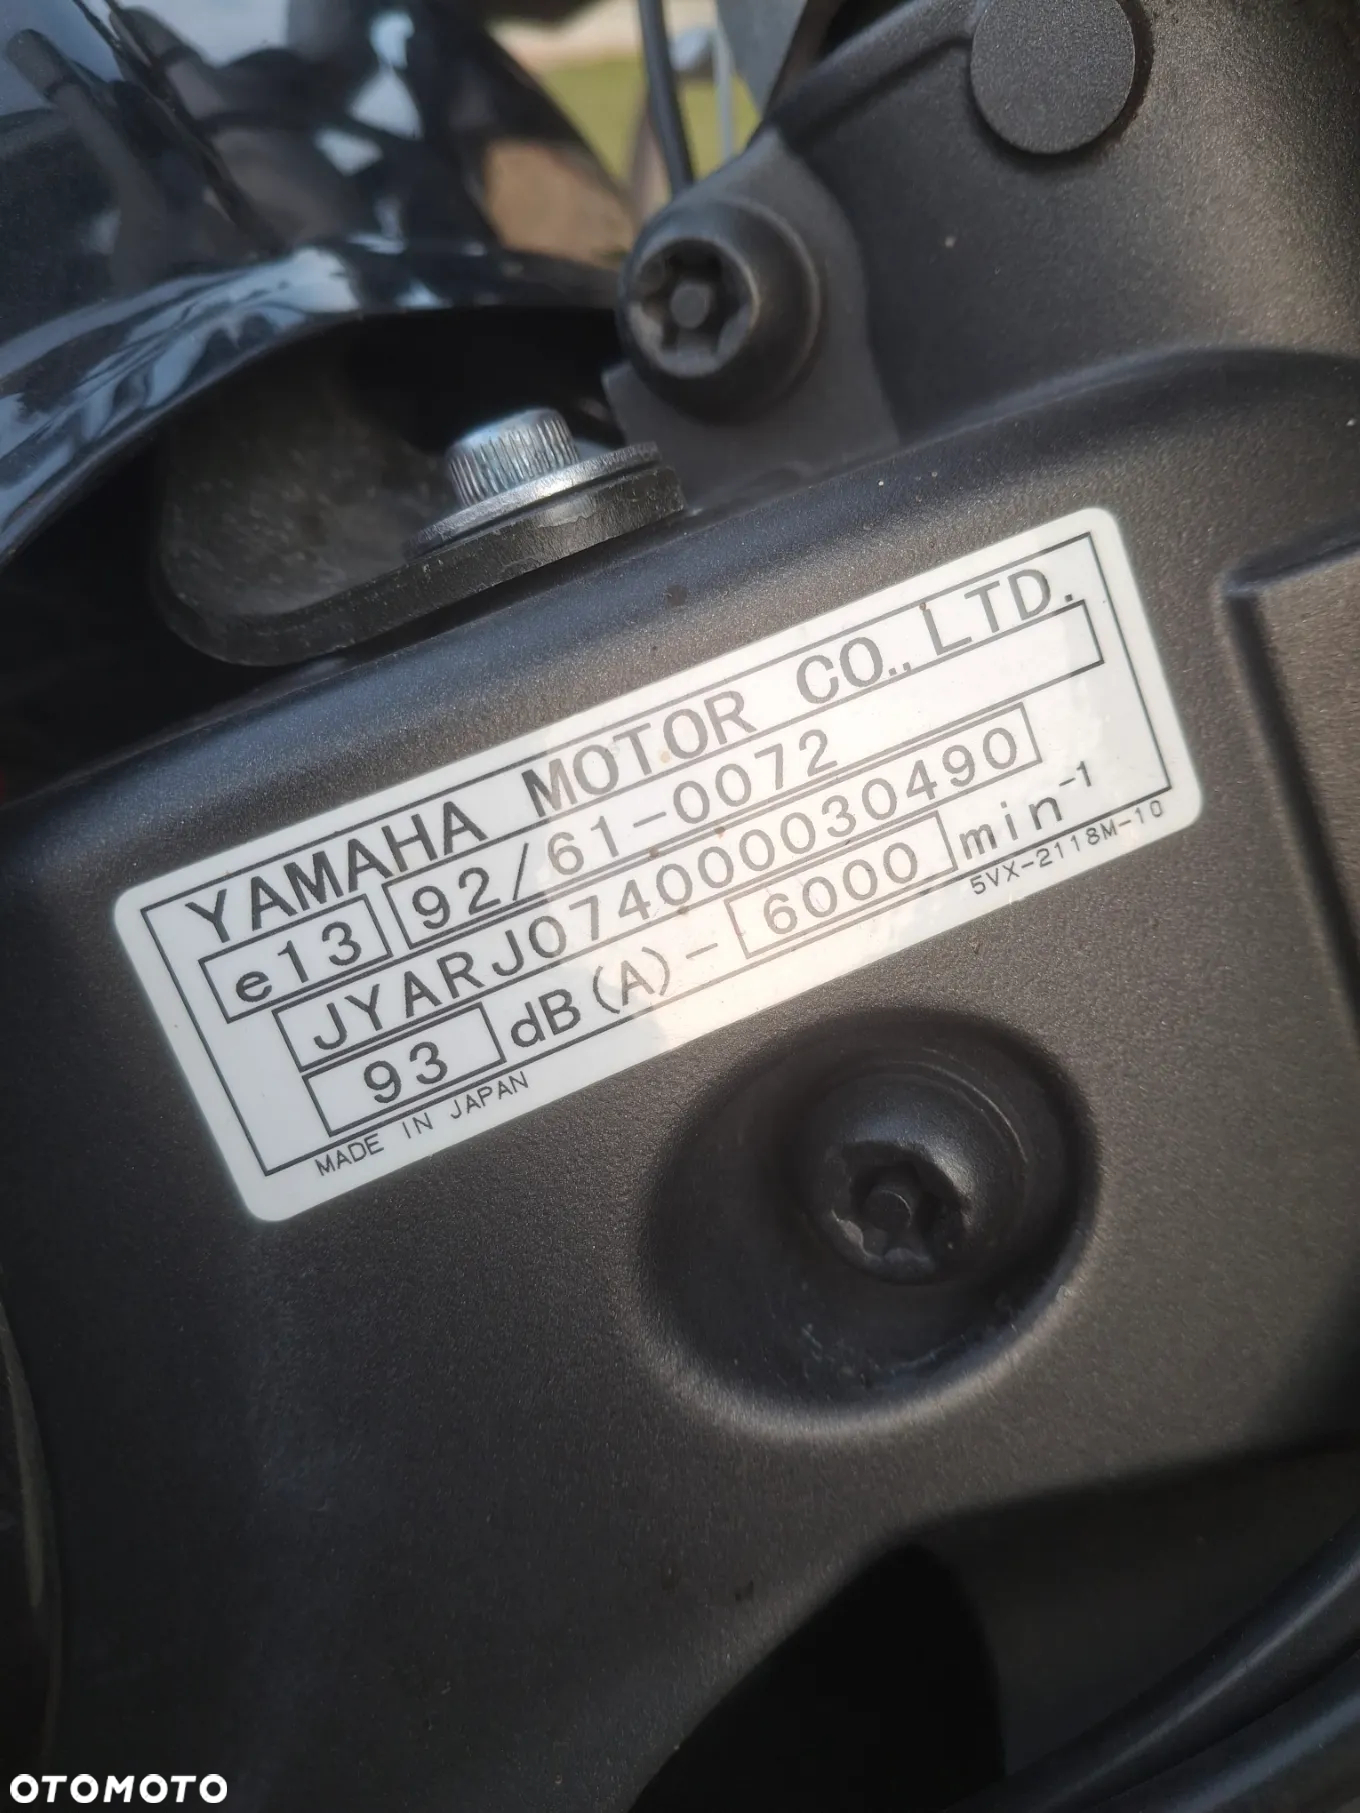 YAMAHA MOTOR CO., LTD.
e13 92/61-0072
JYARJ074000030490
93 dB(A)- 6000 min-1
MADE IN JAPAN 5VX-2118M-10
OTOMOTO